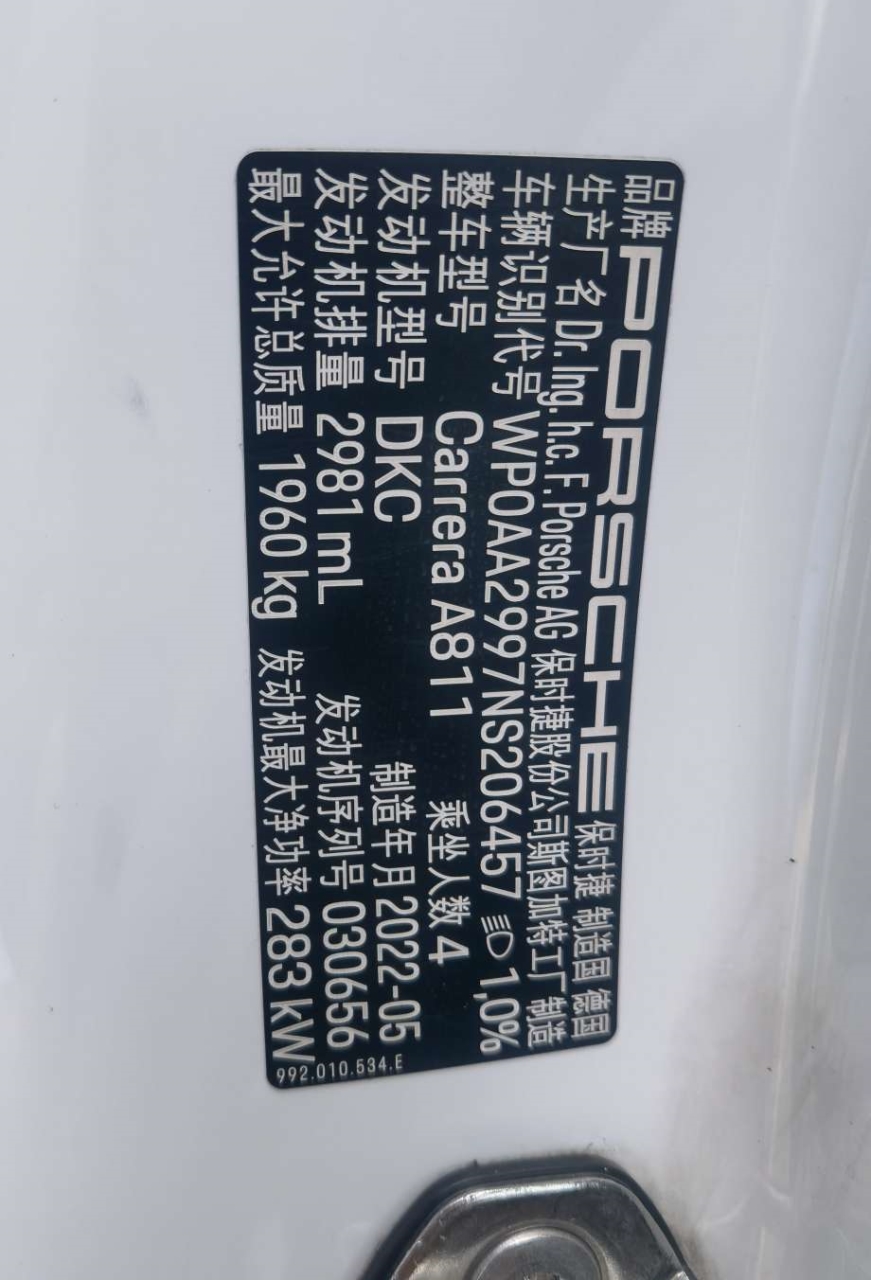 品牌 PORSCHE 保时捷 制造国 德国
生产厂名 Dr. Ing. h.c. F. Porsche AG 保时捷股份公司斯图加特工厂制造
车辆识别代号 WP0AA2997NS206457 1,0%
整车型号 Carrera A811 乘坐人数 4
发动机型号 DKC 制造年月 2022-05
发动机排量 2981 mL 发动机序列号 030656
最大允许总质量 1960 kg 发动机最大净功率 283 kW
992.010.534.E